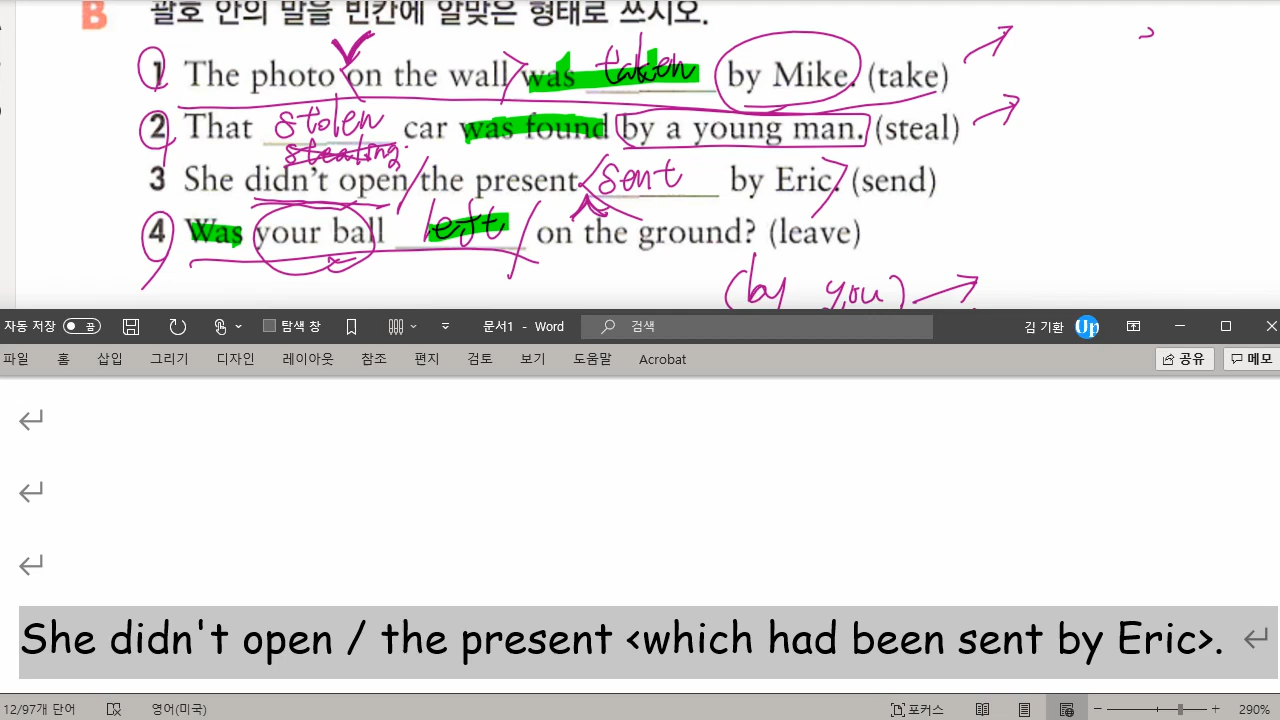 B 괄호 안의 말을 빈칸에 알맞은 형태로 쓰시오.
1 The photo on the wall was taken by Mike. (take)
2 That stolen car was found by a young man. (steal)
stealing
3 She didn't open / the present <sent by Eric. (send)
4 Was your ball left / on the ground? (leave)
(by you)
자동 저장 끔 탐색 창 문서1 - Word 검색 김 기환 Up
파일 홈 삽입 그리기 디자인 레이아웃 참조 편지 검토 보기 도움말 Acrobat 공유 메모
She didn't open / the present <which had been sent by Eric>.
12/97개 단어 영어(미국) 포커스 290%